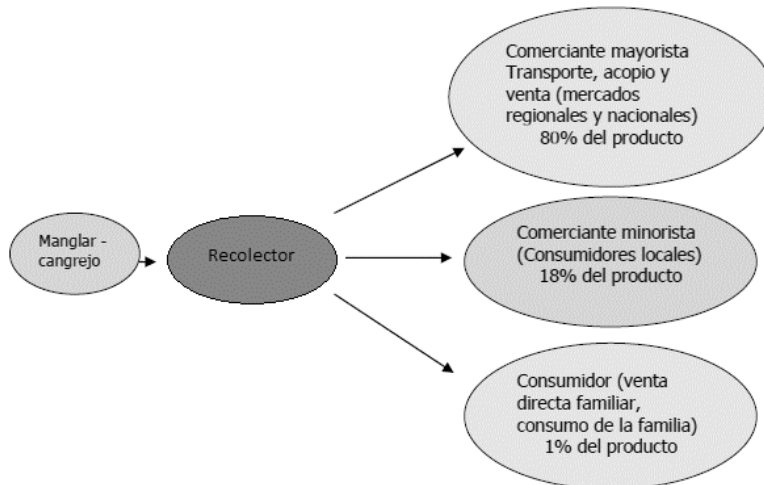 Comerciante mayorista
Transporte, acopio y
venta (mercados
regionales y nacionales)
80% del producto
Manglar -
cangrejo
Recolector
Comerciante minorista
(Consumidores locales)
18% del producto
Consumidor (venta
directa familiar,
consumo de la familia)
1% del producto